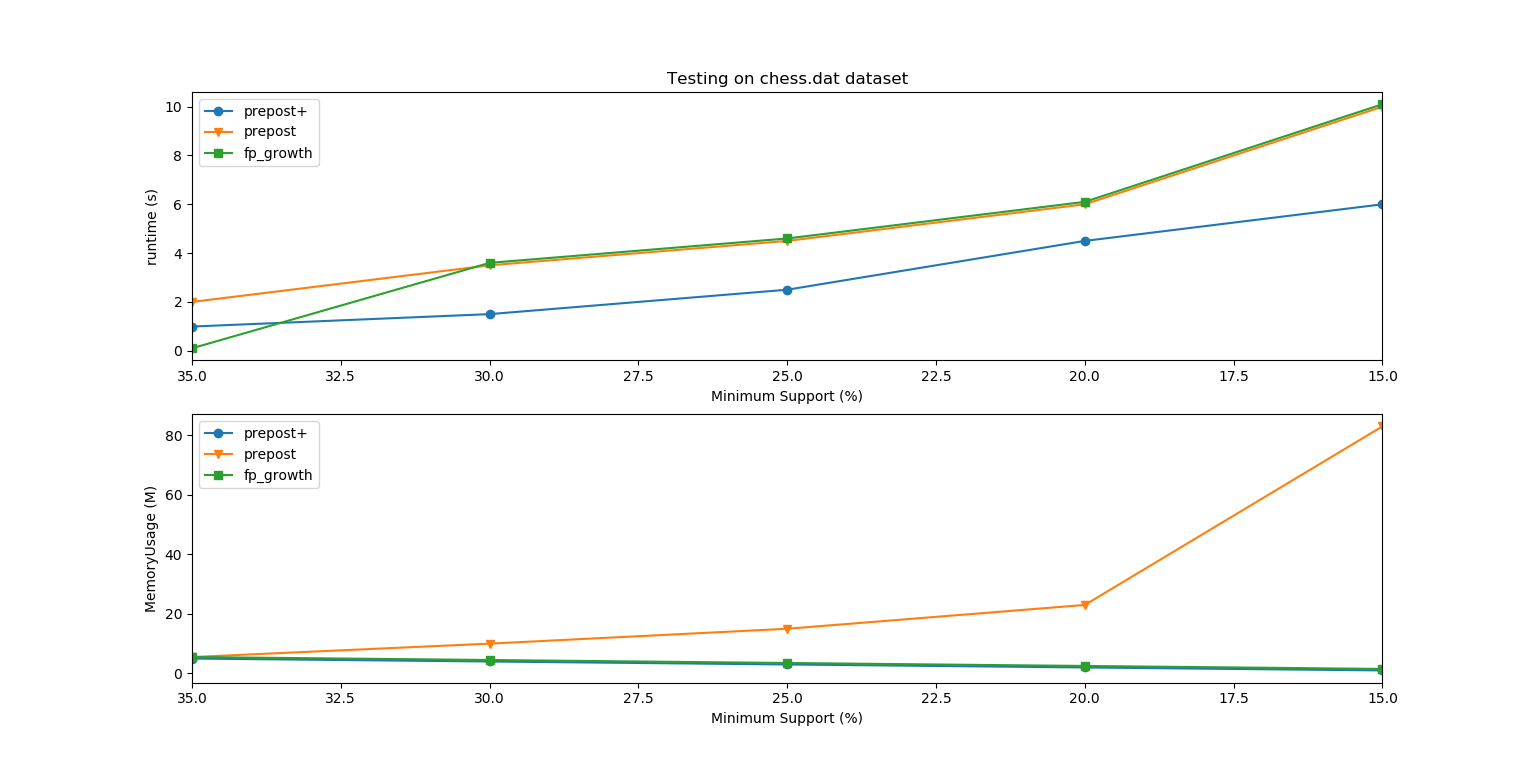 Testing on chess.dat dataset
prepost+
prepost
fp_growth
10
8
6
4
2
0
runtime (s)
35.0 32.5 30.0 27.5 25.0 22.5 20.0 17.5 15.0
Minimum Support (%)
prepost+
prepost
fp_growth
80
60
40
20
0
MemoryUsage (M)
35.0 32.5 30.0 27.5 25.0 22.5 20.0 17.5 15.0
Minimum Support (%)